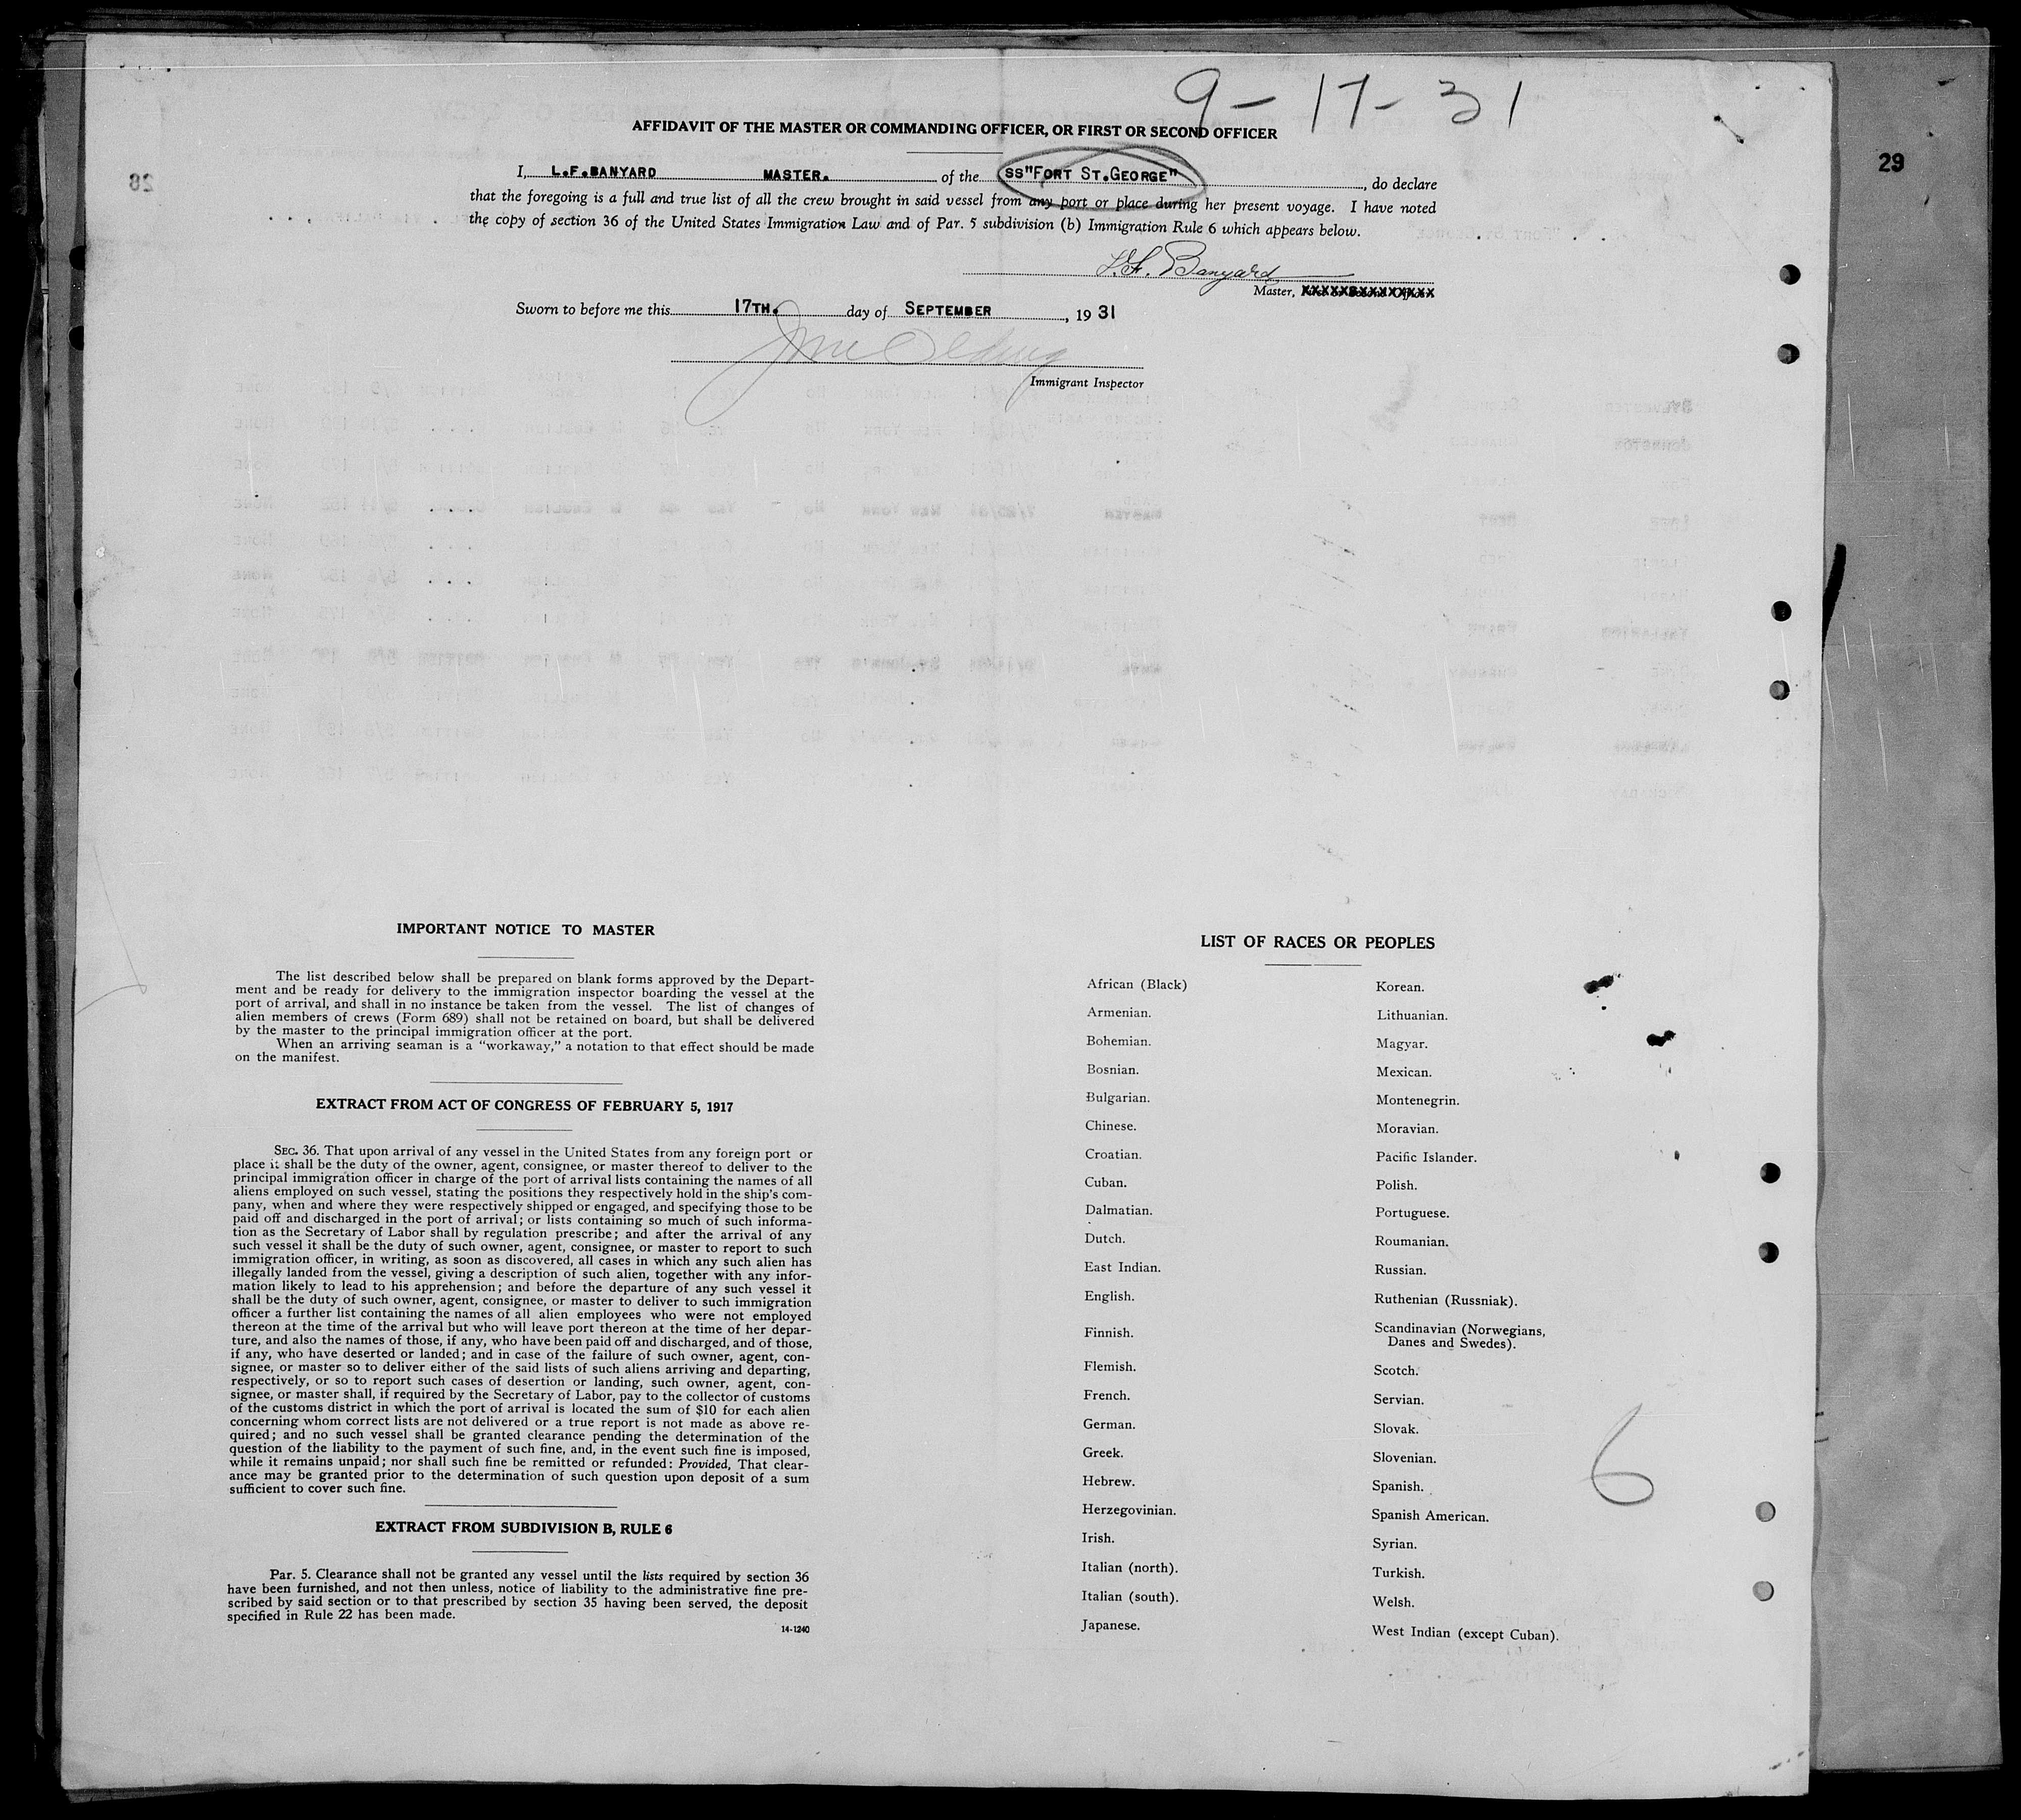 9-17-31
AFFIDAVIT OF THE MASTER OR COMMANDING OFFICER, OR FIRST OR SECOND OFFICER
29
I, L.F.BANYARD MASTER. of the SS"FORT ST.GEORGE", do declare
that the foregoing is a full and true list of all the crew brought in said vessel from any port or place during her present voyage. I have noted
the copy of section 36 of the United States Immigration Law and of Par. 5 subdivision (b) Immigration Rule 6 which appears below.
L.F. Banyard
Master,
Sworn to before me this 17TH. day of SEPTEMBER, 1931
Immigrant Inspector
IMPORTANT NOTICE TO MASTER
The list described below shall be prepared on blank forms approved by the Depart-
ment and be ready for delivery to the immigration inspector boarding the vessel at the
port of arrival, and shall in no instance be taken from the vessel. The list of changes of
alien members of crews (Form 689) shall not be retained on board, but shall be delivered
by the master to the principal immigration officer at the port.
When an arriving seaman is a "workaway," a notation to that effect should be made
on the manifest.
EXTRACT FROM ACT OF CONGRESS OF FEBRUARY 5, 1917
SEC. 36. That upon arrival of any vessel in the United States from any foreign port or
place it shall be the duty of the owner, agent, consignee, or master thereof to deliver to the
principal immigration officer in charge of the port of arrival lists containing the names of all
aliens employed on such vessel, stating the positions they respectively hold in the ship's com-
pany, when and where they were respectively shipped or engaged, and specifying those to be
paid off and discharged in the port of arrival; or lists containing so much of such informa-
tion as the Secretary of Labor shall by regulation prescribe; and after the arrival of any
such vessel it shall be the duty of such owner, agent, consignee, or master to report to such
immigration officer, in writing, as soon as discovered, all cases in which any such alien has
illegally landed from the vessel, giving a description of such alien, together with any infor-
mation likely to lead to his apprehension; and before the departure of any such vessel it
shall be the duty of such owner, agent, consignee, or master to deliver to such immigration
officer a further list containing the names of all alien employees who were not employed
thereon at the time of the arrival but who will leave port thereon at the time of her depar-
ture, and also the names of those, if any, who have been paid off and discharged, and of those,
if any, who have deserted or landed; and in case of the failure of such owner, agent, con-
signee, or master so to deliver either of the said lists of such aliens arriving and departing,
respectively, or so to report such cases of desertion or landing, such owner, agent, con-
signee, or master shall, if required by the Secretary of Labor, pay to the collector of customs
of the customs district in which the port of arrival is located the sum of $10 for each alien
concerning whom correct lists are not delivered or a true report is not made as above re-
quired; and no such vessel shall be granted clearance pending the determination of the
question of the liability to the payment of such fine, and, in the event such fine is imposed,
while it remains unpaid; nor shall such fine be remitted or refunded: Provided, That clear-
ance may be granted prior to the determination of such question upon deposit of a sum
sufficient to cover such fine.
EXTRACT FROM SUBDIVISION B, RULE 6
Par. 5. Clearance shall not be granted any vessel until the lists required by section 36
have been furnished, and not then unless, notice of liability to the administrative fine pre-
scribed by said section or to that prescribed by section 35 having been served, the deposit
specified in Rule 22 has been made.
14-1240
LIST OF RACES OR PEOPLES
African (Black)
Armenian.
Bohemian.
Bosnian.
Bulgarian.
Chinese.
Croatian.
Cuban.
Dalmatian.
Dutch.
East Indian.
English.
Finnish.
Flemish.
French.
German.
Greek.
Hebrew.
Herzegovinian.
Irish.
Italian (north).
Italian (south).
Japanese.
Korean.
Lithuanian.
Magyar.
Mexican.
Montenegrin.
Moravian.
Pacific Islander.
Polish.
Portuguese.
Roumanian.
Russian.
Ruthenian (Russniak).
Scandinavian (Norwegians,
Danes and Swedes).
Scotch.
Servian.
Slovak.
Slovenian.
Spanish.
Spanish American.
Syrian.
Turkish.
Welsh.
West Indian (except Cuban).
6